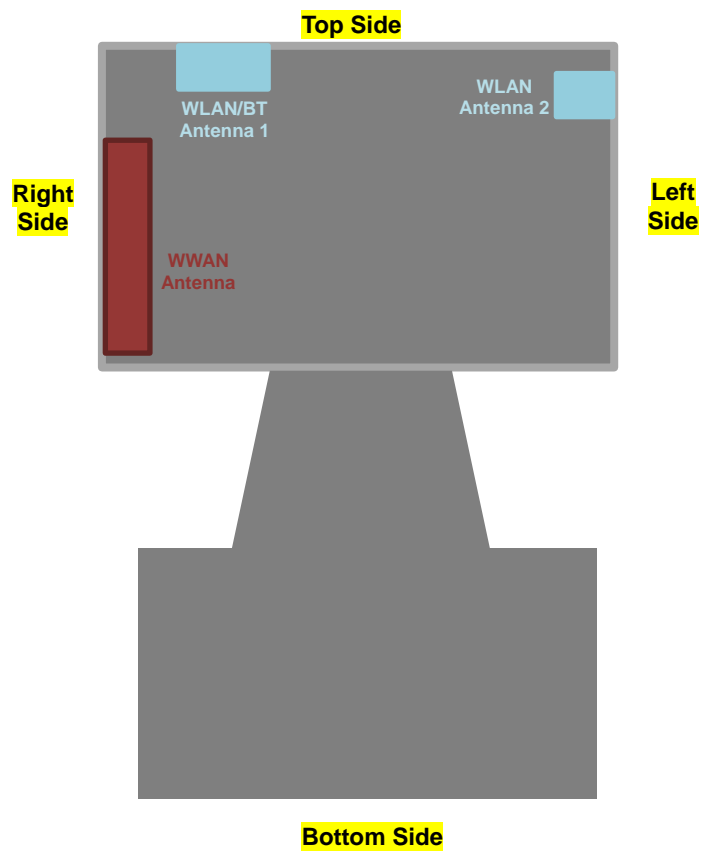 Top Side
WLAN/BT
Antenna 1
WLAN
Antenna 2
Right
Side
Left
Side
WWAN
Antenna
Bottom Side